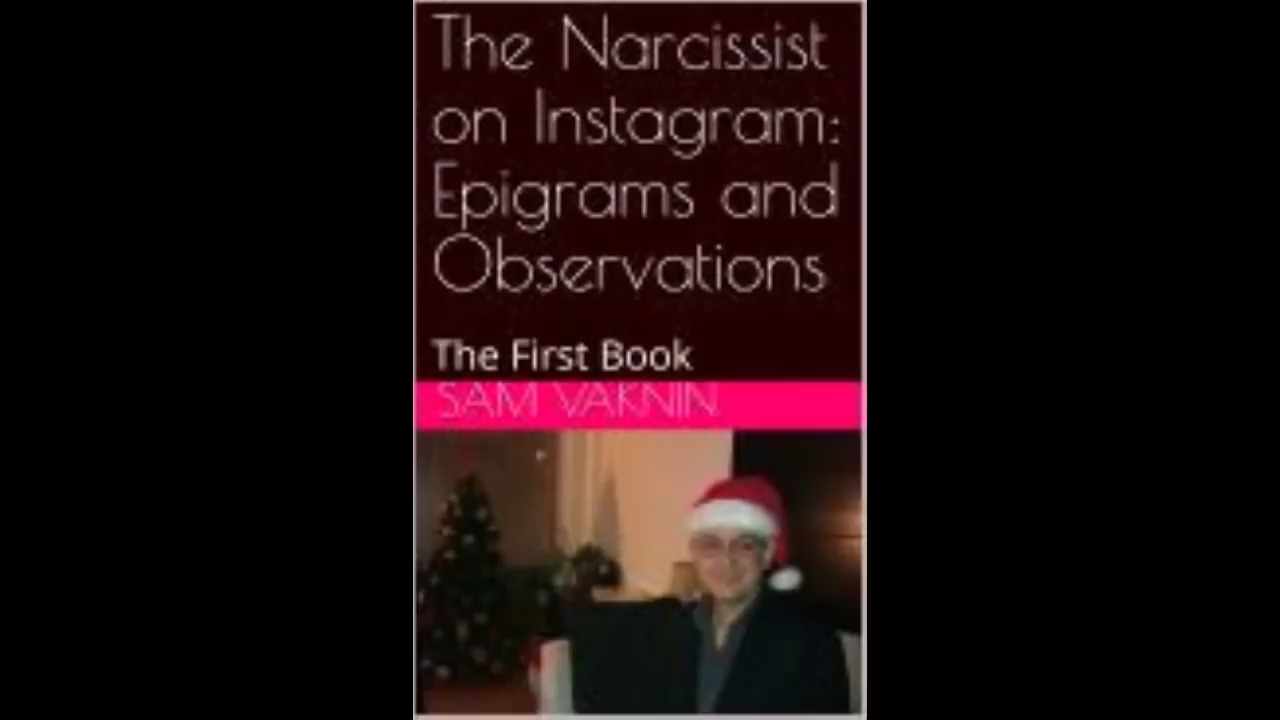 The Narcissist
on Instagram:
Epigrams and
Observations
The First Book
SAM VAKNIN